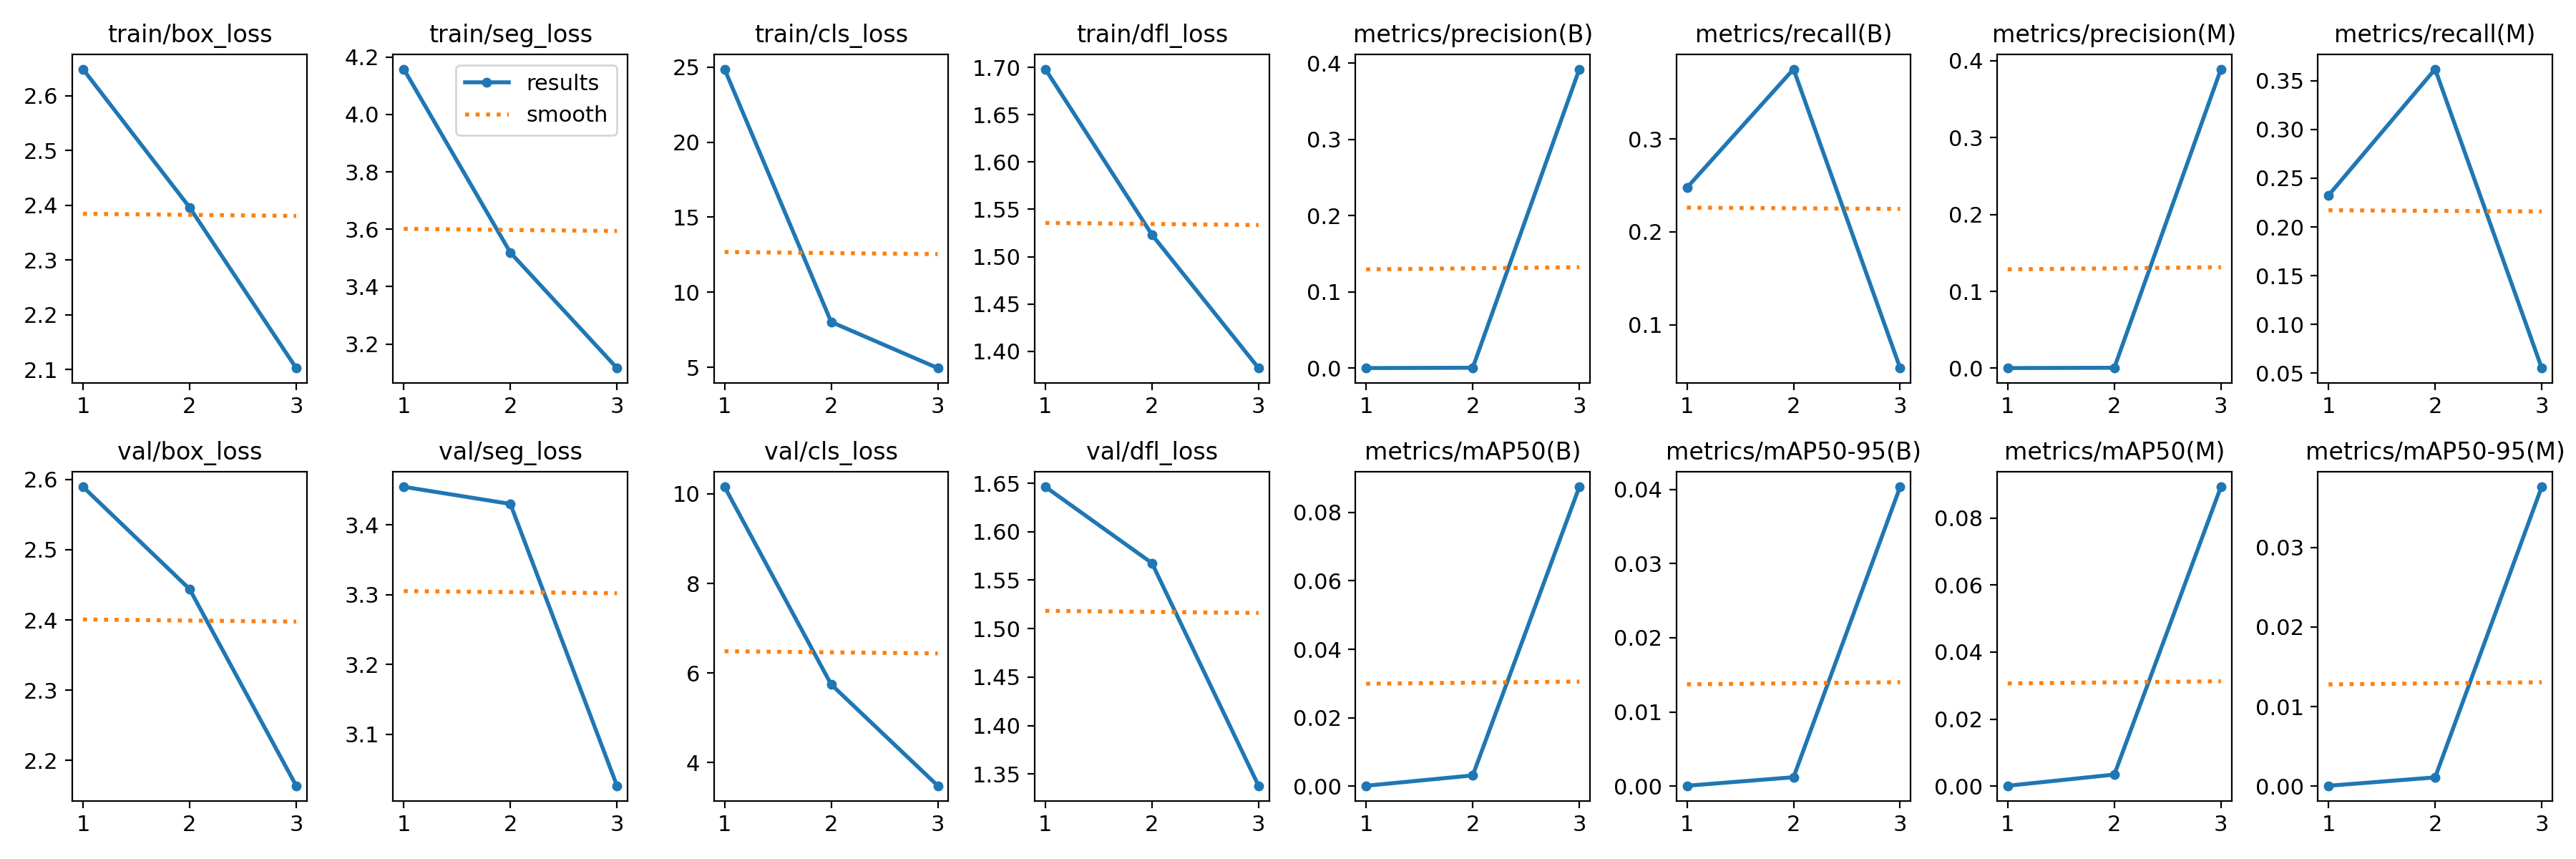 train/box_loss
2.6
2.5
2.4
2.3
2.2
2.1
1 2 3
train/seg_loss
results
smooth
4.2
4.0
3.8
3.6
3.4
3.2
1 2 3
train/cls_loss
25
20
15
10
5
1 2 3
train/dfl_loss
1.70
1.65
1.60
1.55
1.50
1.45
1.40
1 2 3
metrics/precision(B)
0.4
0.3
0.2
0.1
0.0
1 2 3
metrics/recall(B)
0.3
0.2
0.1
1 2 3
metrics/precision(M)
0.4
0.3
0.2
0.1
0.0
1 2 3
metrics/recall(M)
0.35
0.30
0.25
0.20
0.15
0.10
0.05
1 2 3
val/box_loss
2.6
2.5
2.4
2.3
2.2
1 2 3
val/seg_loss
3.4
3.3
3.2
3.1
1 2 3
val/cls_loss
10
8
6
4
1 2 3
val/dfl_loss
1.65
1.60
1.55
1.50
1.45
1.40
1.35
1 2 3
metrics/mAP50(B)
0.08
0.06
0.04
0.02
0.00
1 2 3
metrics/mAP50-95(B)
0.04
0.03
0.02
0.01
0.00
1 2 3
metrics/mAP50(M)
0.08
0.06
0.04
0.02
0.00
1 2 3
metrics/mAP50-95(M)
0.03
0.02
0.01
0.00
1 2 3